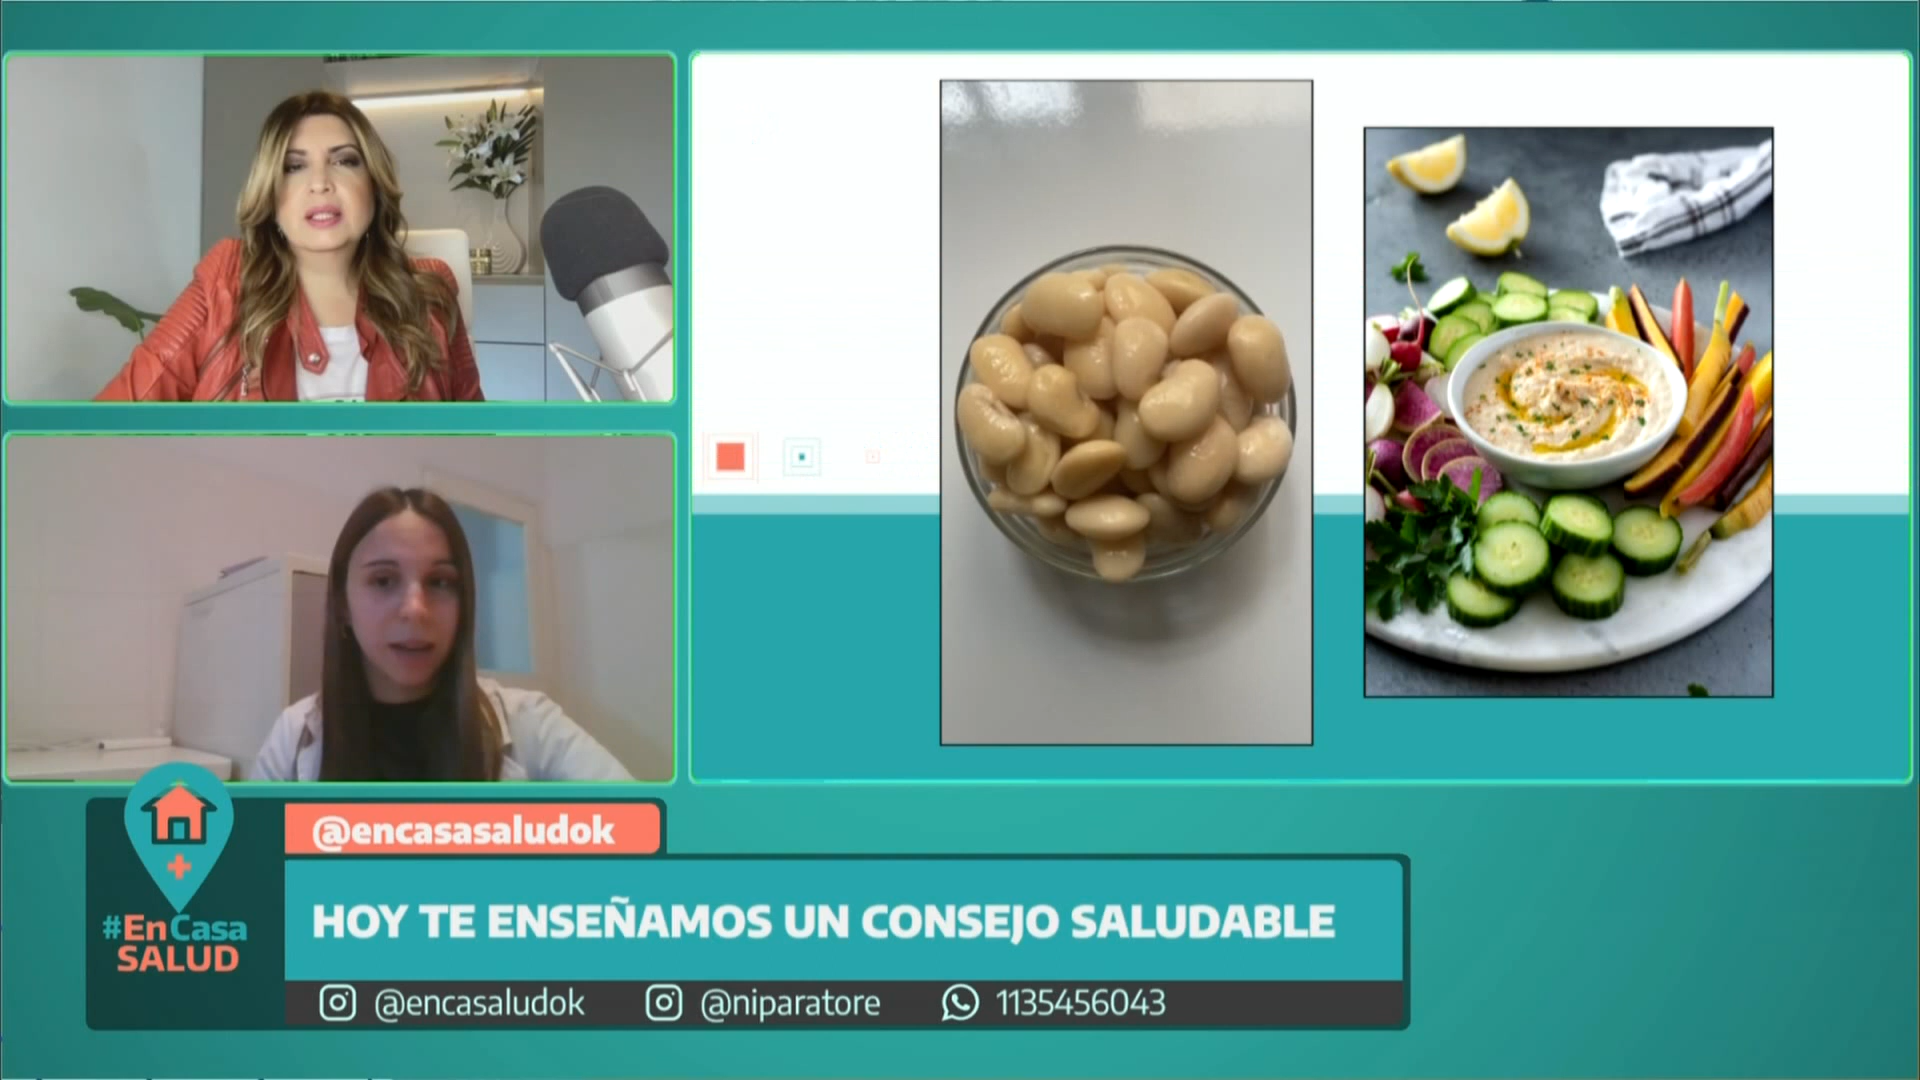 @encasasaludok
HOY TE ENSEÑAMOS UN CONSEJO SALUDABLE
#EnCasa
SALUD
@encasaludok @niparatore 1135456043